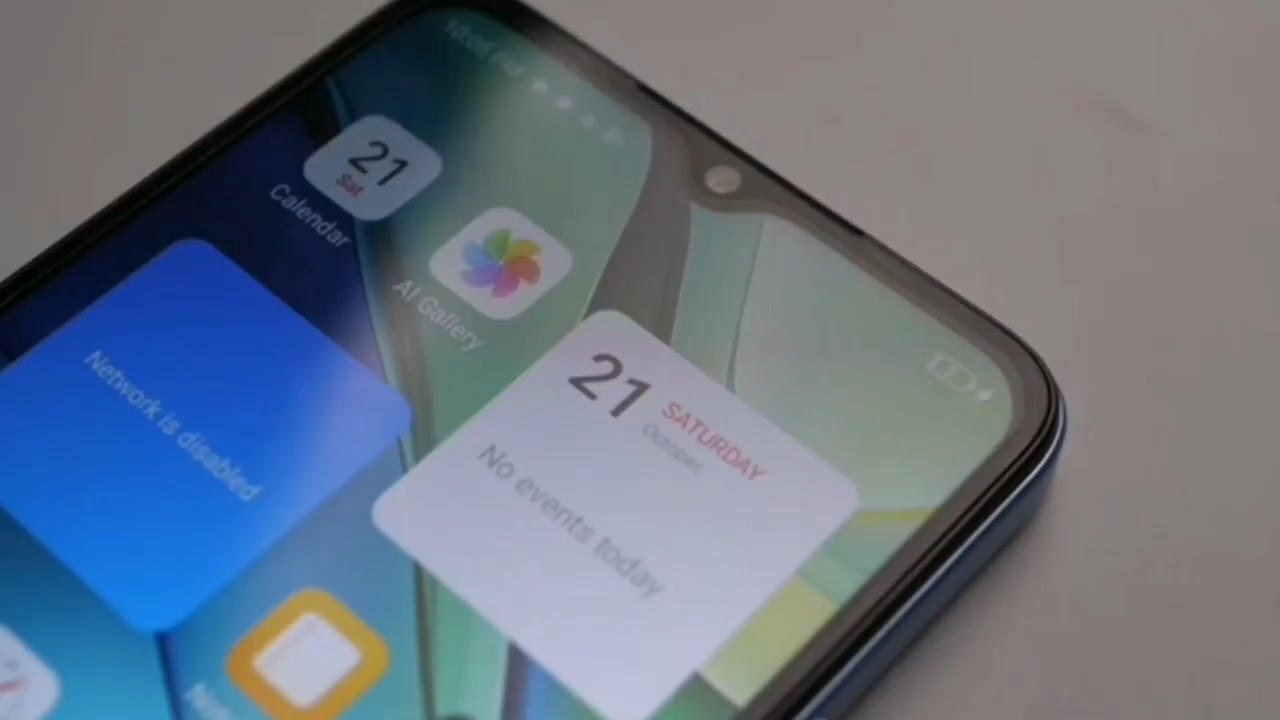 21
Sat
Calendar
AI Gallery
Network is disabled
21
SATURDAY
October
No events today